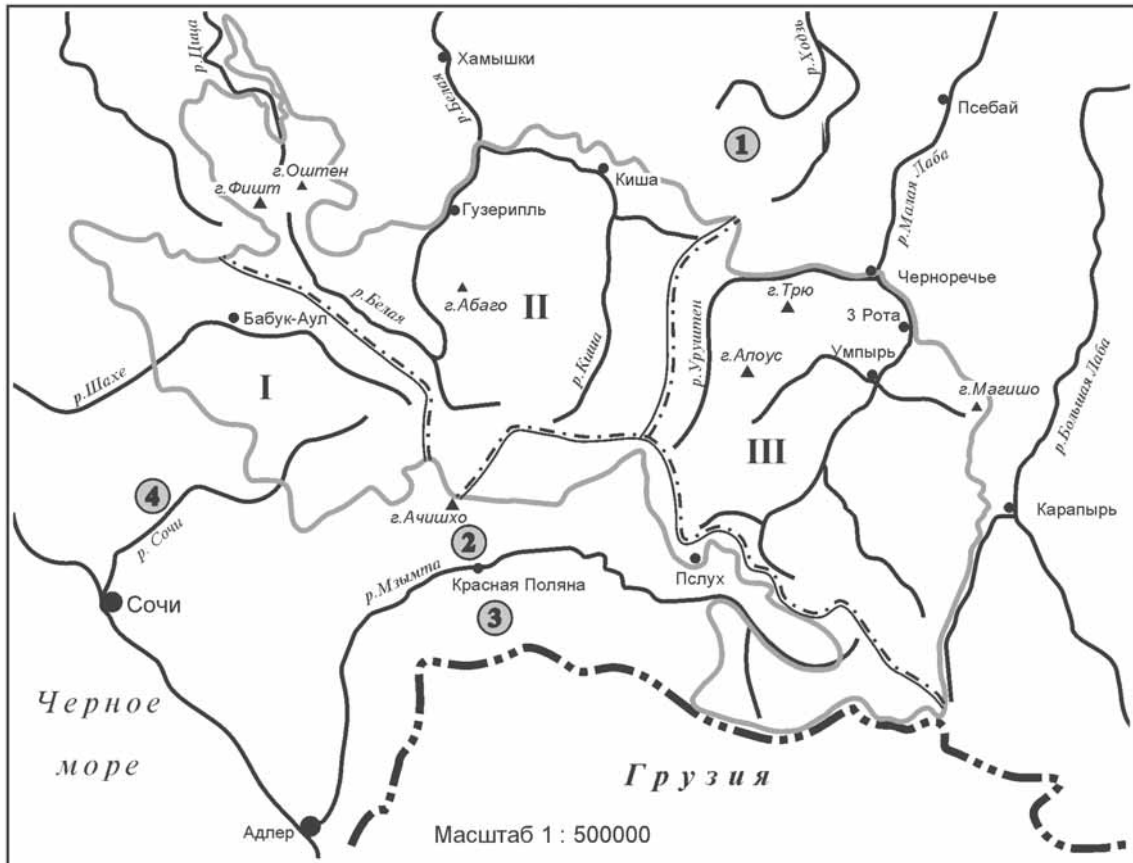 р.Цица
Хамышки
р.Белая
р.Ходзь
Псебай
1
г.Оштен
г.Фишт
Киша
Гузерипль
р.Малая Лаба
Черноречье
г.Трю
р.Белая
г.Абаго
II
Бабук-Аул
3 Рота
р.Уруштен
г.Алоус
Умпырь
р.Киша
р.Шахе
I
г.Магишо
р.Большая Лаба
III
4
р. Сочи
г.Ачишхо
Карапырь
2
р.Мзымта
Красная Поляна
Пслух
Сочи
3
Черное
море
Грузия
Адлер
Масштаб 1 : 500000